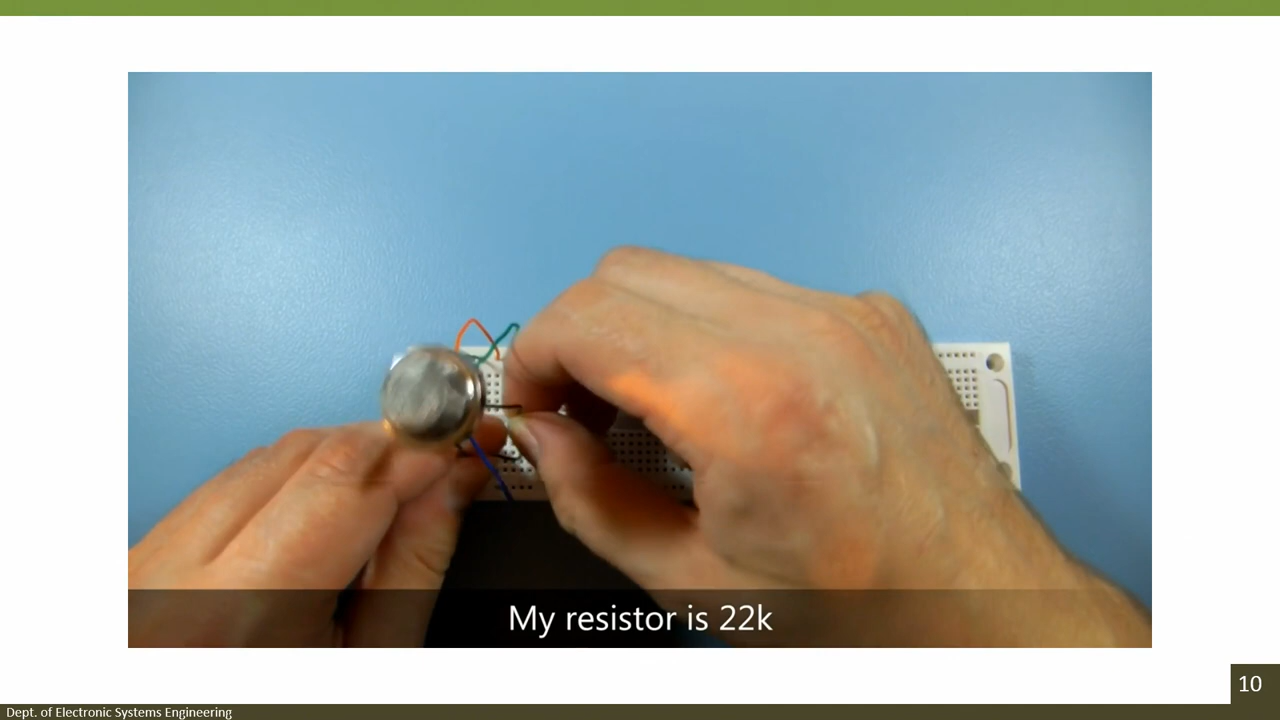 My resistor is 22k
10
Dept. of Electronic Systems Engineering